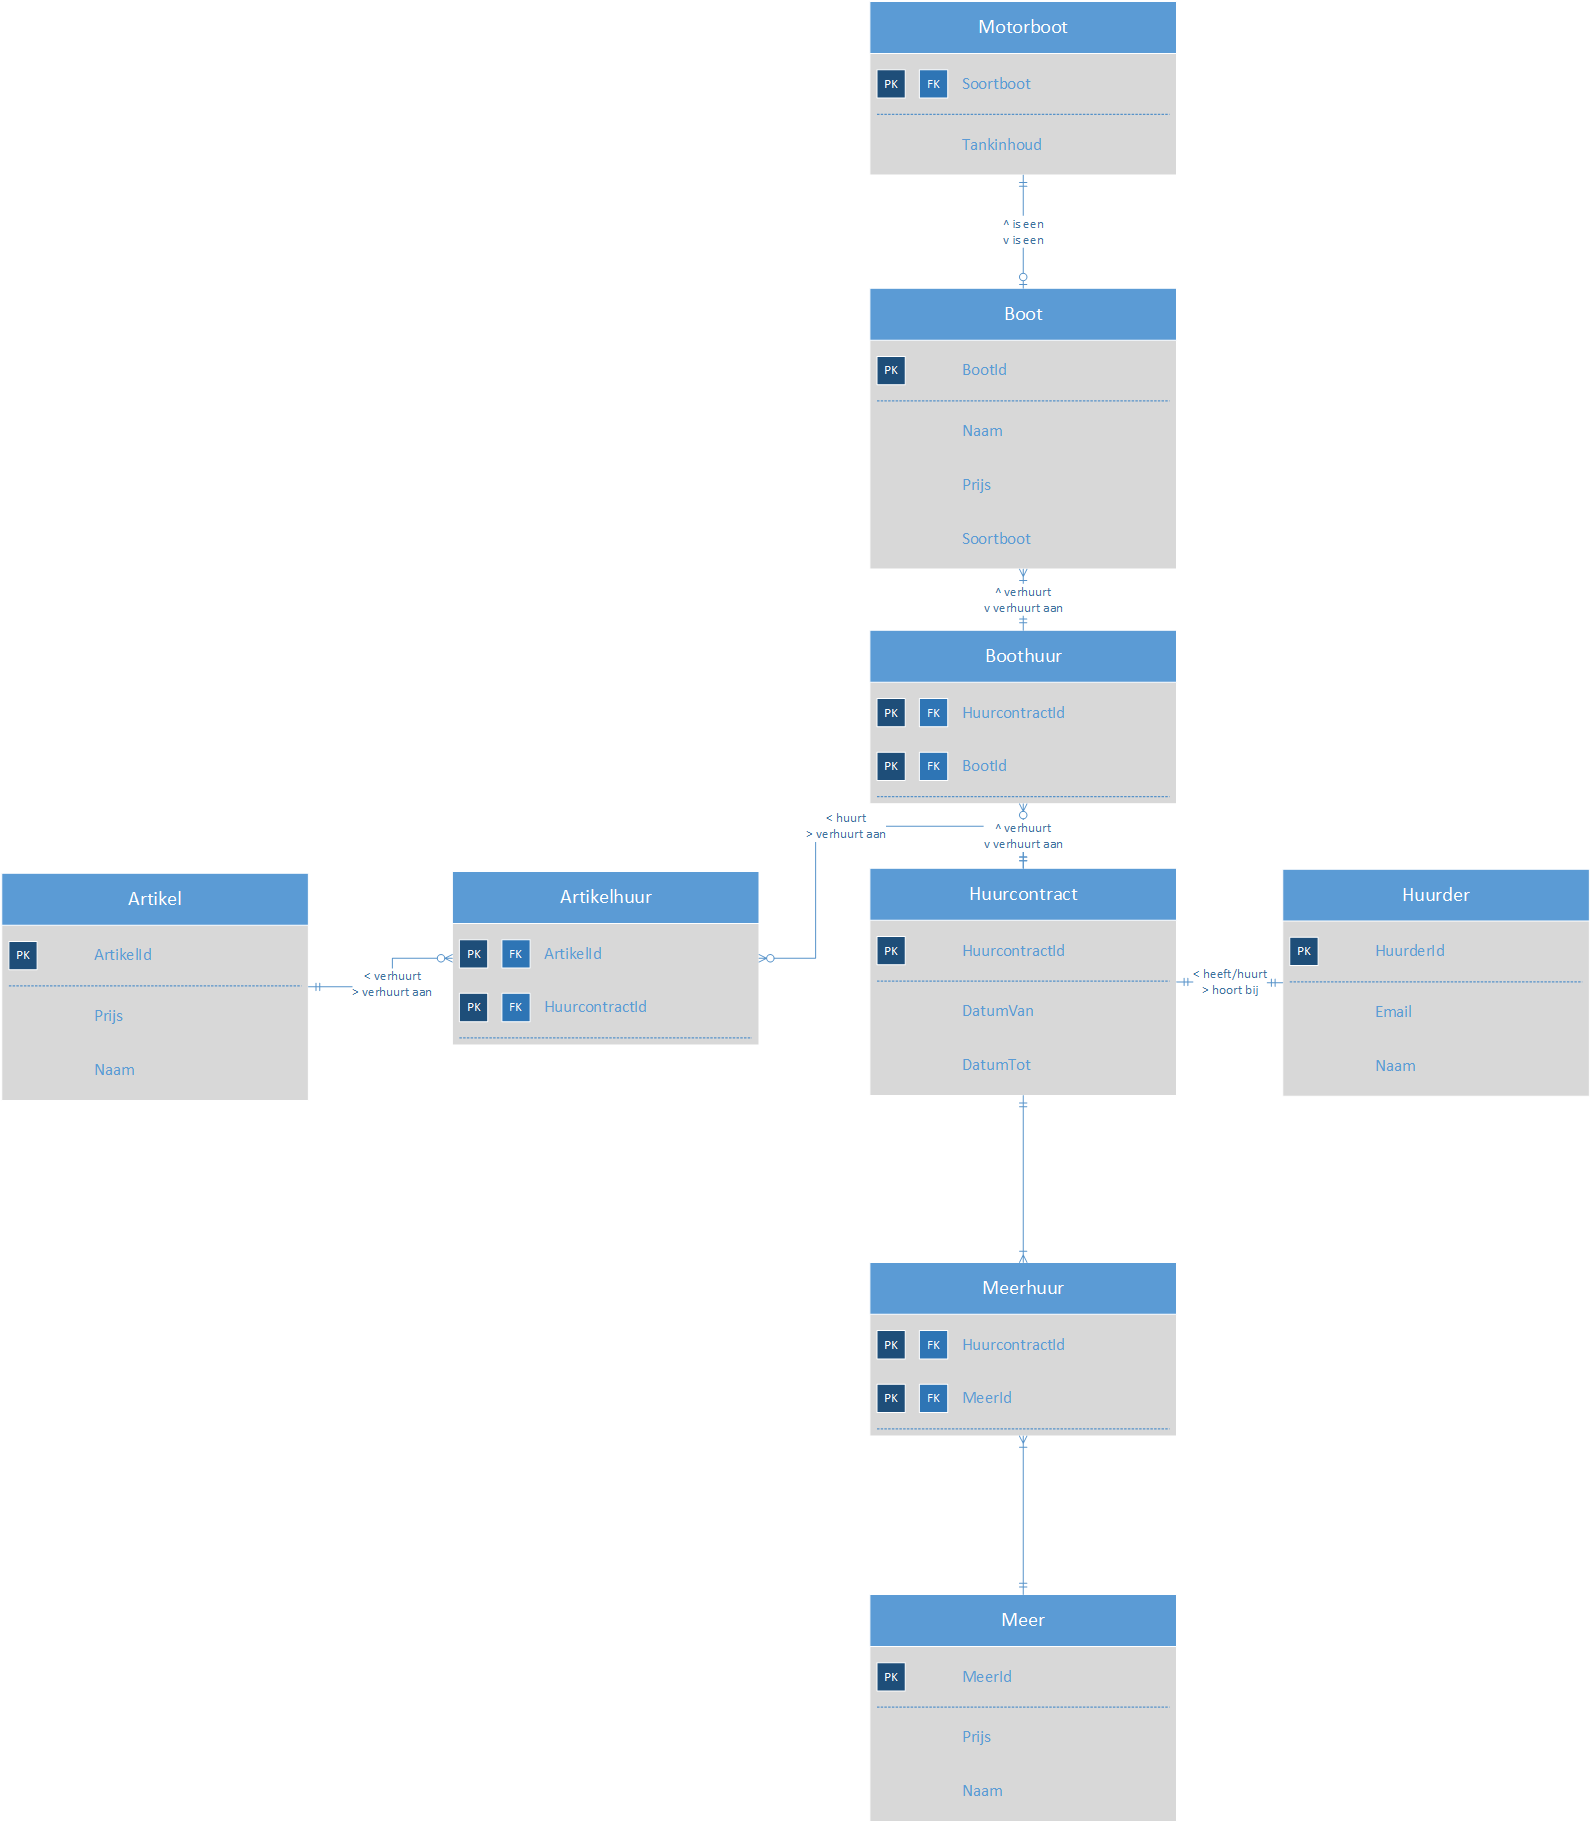 Motorboot
PK FK Soortboot
Tankinhoud
^ is een
v is een
Boot
PK BootId
Naam
Prijs
Soortboot
^ verhuurt
v verhuurt aan
Boothuur
PK FK HuurcontractId
PK FK BootId
< huurt
> verhuurt aan
^ verhuurt
v verhuurt aan
Artikel
PK ArtikelId
Prijs
Naam
< verhuurt
> verhuurt aan
Artikelhuur
PK FK ArtikelId
PK FK HuurcontractId
Huurcontract
PK HuurcontractId
DatumVan
DatumTot
< heeft/huurt
> hoort bij
Huurder
PK HuurderId
Email
Naam
Meerhuur
PK FK HuurcontractId
PK FK MeerId
Meer
PK MeerId
Prijs
Naam